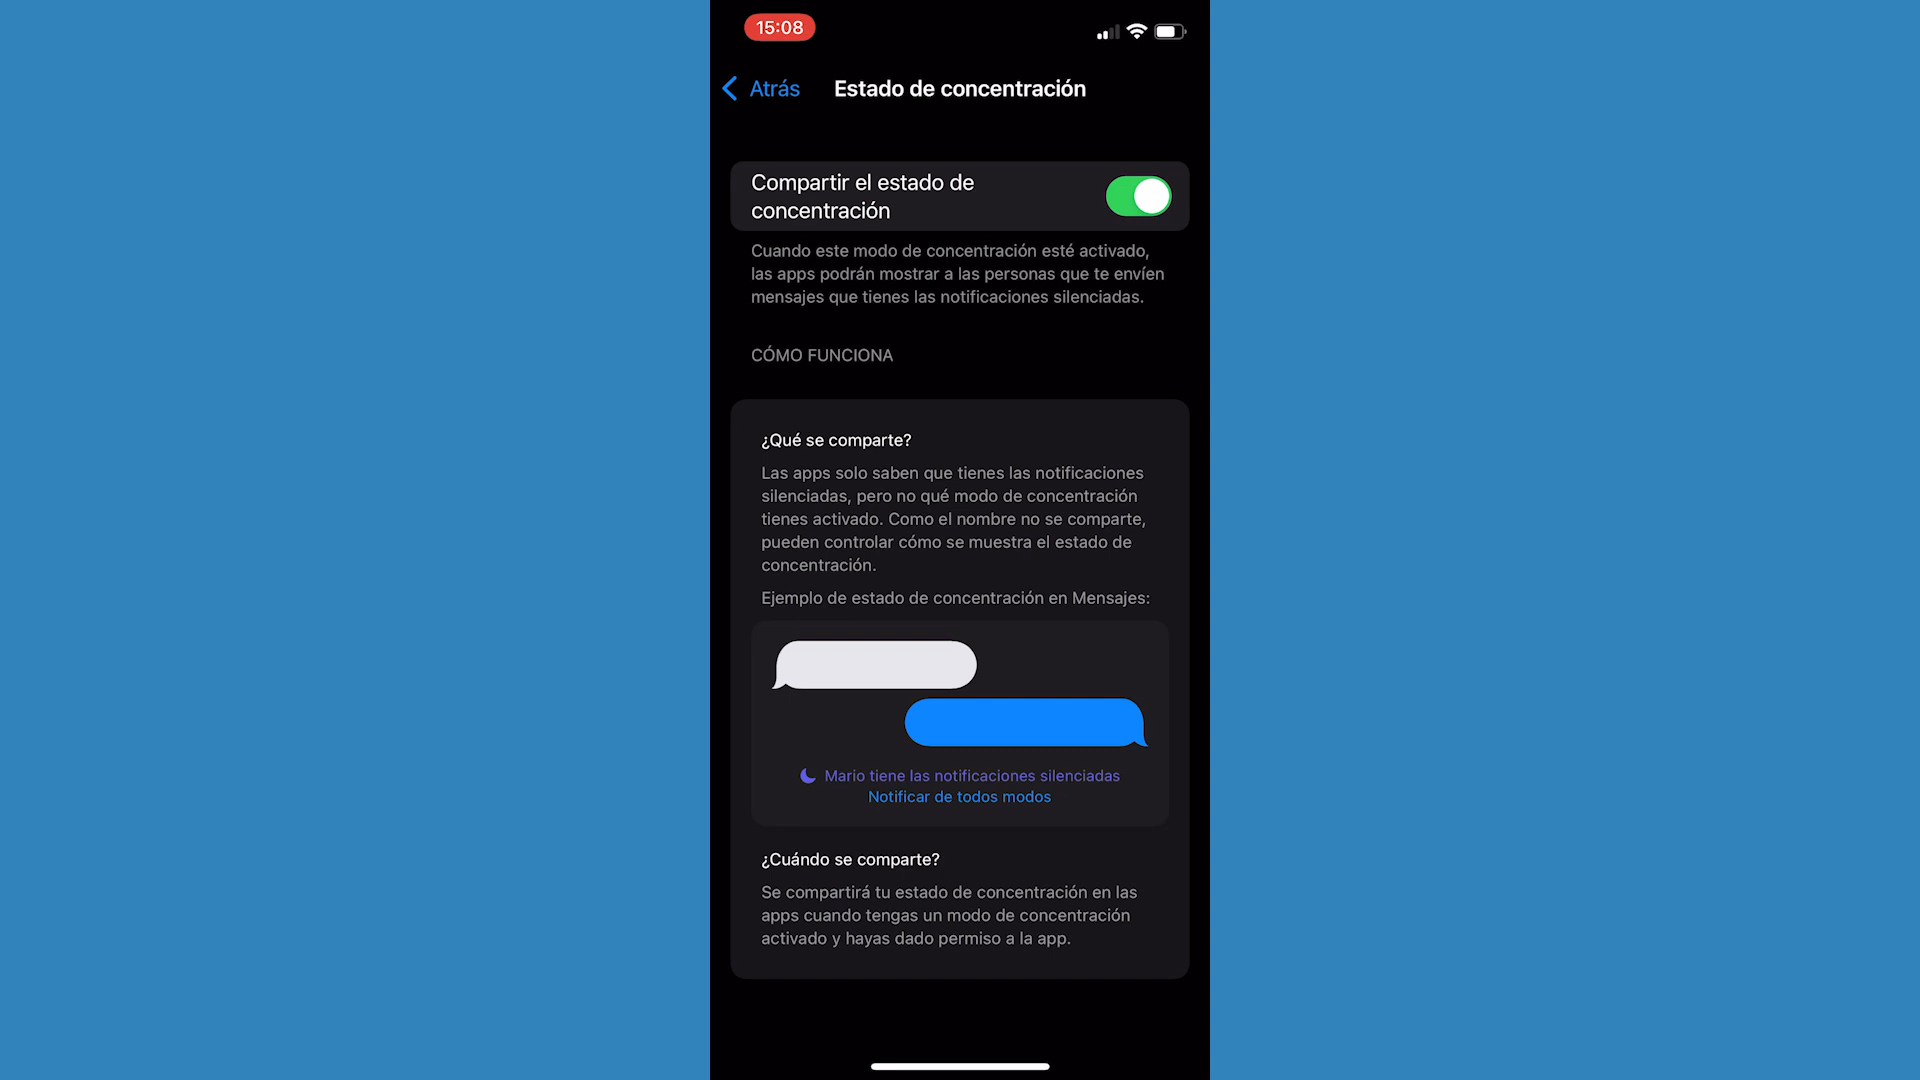 15:08
Atrás
Estado de concentración
Compartir el estado de
concentración
Cuando este modo de concentración esté activado,
las apps podrán mostrar a las personas que te envíen
mensajes que tienes las notificaciones silenciadas.
CÓMO FUNCIONA
¿Qué se comparte?
Las apps solo saben que tienes las notificaciones
silenciadas, pero no qué modo de concentración
tienes activado. Como el nombre no se comparte,
pueden controlar cómo se muestra el estado de
concentración.
Ejemplo de estado de concentración en Mensajes:
Mario tiene las notificaciones silenciadas
Notificar de todos modos
¿Cuándo se comparte?
Se compartirá tu estado de concentración en las
apps cuando tengas un modo de concentración
activado y hayas dado permiso a la app.